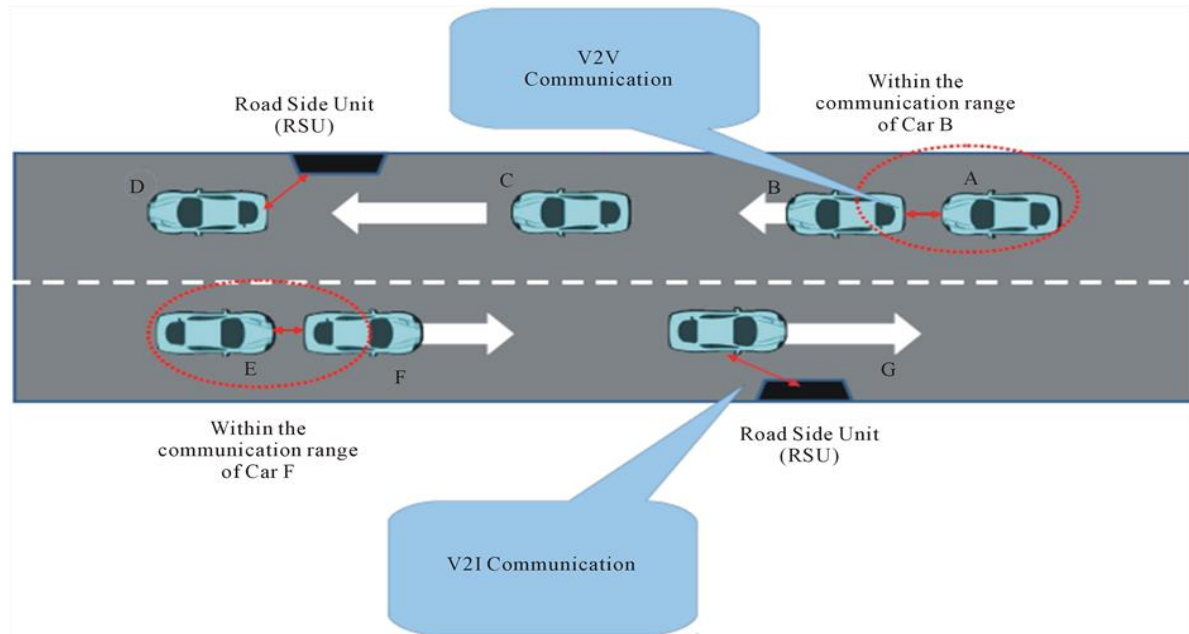 V2V
Communication
Within the
communication range
of Car B
Road Side Unit
(RSU)
D
C
B
A
E
F
G
Within the
communication range
of Car F
Road Side Unit
(RSU)
V2I Communication